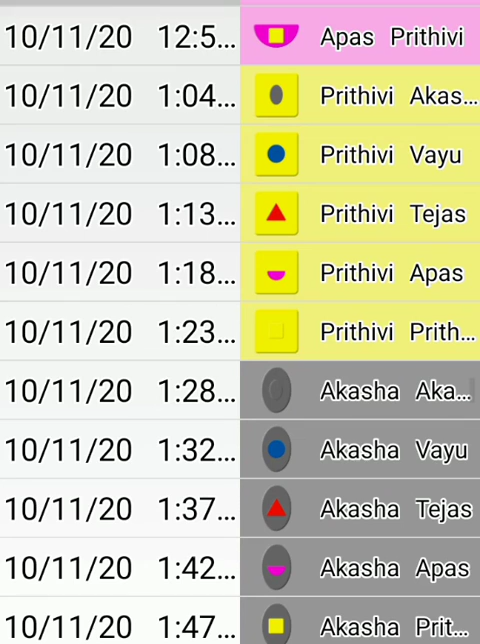 10/11/20 12:5... Apas Prithivi
10/11/20 1:04... Prithivi Akas...
10/11/20 1:08... Prithivi Vayu
10/11/20 1:13... Prithivi Tejas
10/11/20 1:18... Prithivi Apas
10/11/20 1:23... Prithivi Prith...
10/11/20 1:28... Akasha Aka...
10/11/20 1:32... Akasha Vayu
10/11/20 1:37... Akasha Tejas
10/11/20 1:42... Akasha Apas
10/11/20 1:47... Akasha Prit...